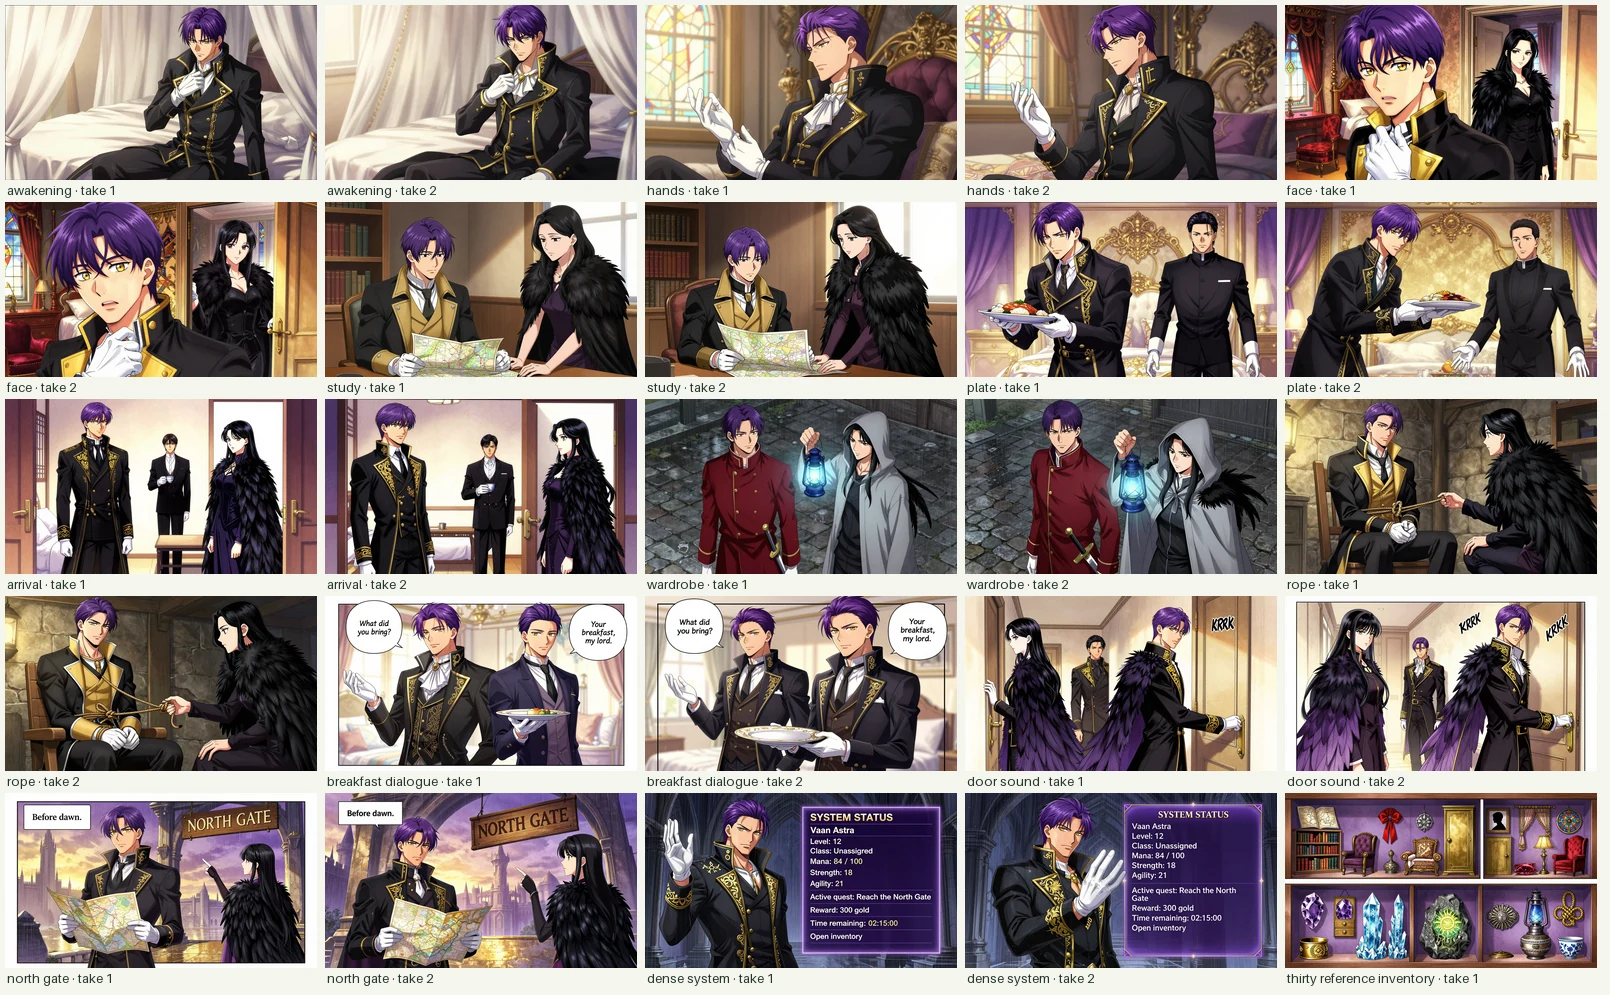 awakening · take 1
awakening · take 2
hands · take 1
hands · take 2
face · take 1
face · take 2
study · take 1
study · take 2
plate · take 1
plate · take 2
arrival · take 1
arrival · take 2
wardrobe · take 1
wardrobe · take 2
rope · take 1
What did
you bring?
Your
breakfast,
my lord.
What did
you bring?
Your
breakfast,
my lord.
KRRK
KRRK
KRKK
rope · take 2
breakfast dialogue · take 1
breakfast dialogue · take 2
door sound · take 1
door sound · take 2
Before dawn.
NORTH GATE
Before dawn.
NORTH GATE
SYSTEM STATUS
Vaan Astra
Level: 12
Class: Unassigned
Mana: 84 / 100
Strength: 18
Agility: 21
Active quest: Reach the North Gate
Reward: 300 gold
Time remaining: 02:15:00
Open inventory
SYSTEM STATUS
Vaan Astra
Level: 12
Class: Unassigned
Mana: 84 / 100
Strength: 18
Agility: 21
Active quest: Reach the North
Gate
Reward: 300 gold
Time remaining: 02:15:00
Open inventory
north gate · take 1
north gate · take 2
dense system · take 1
dense system · take 2
thirty reference inventory · take 1